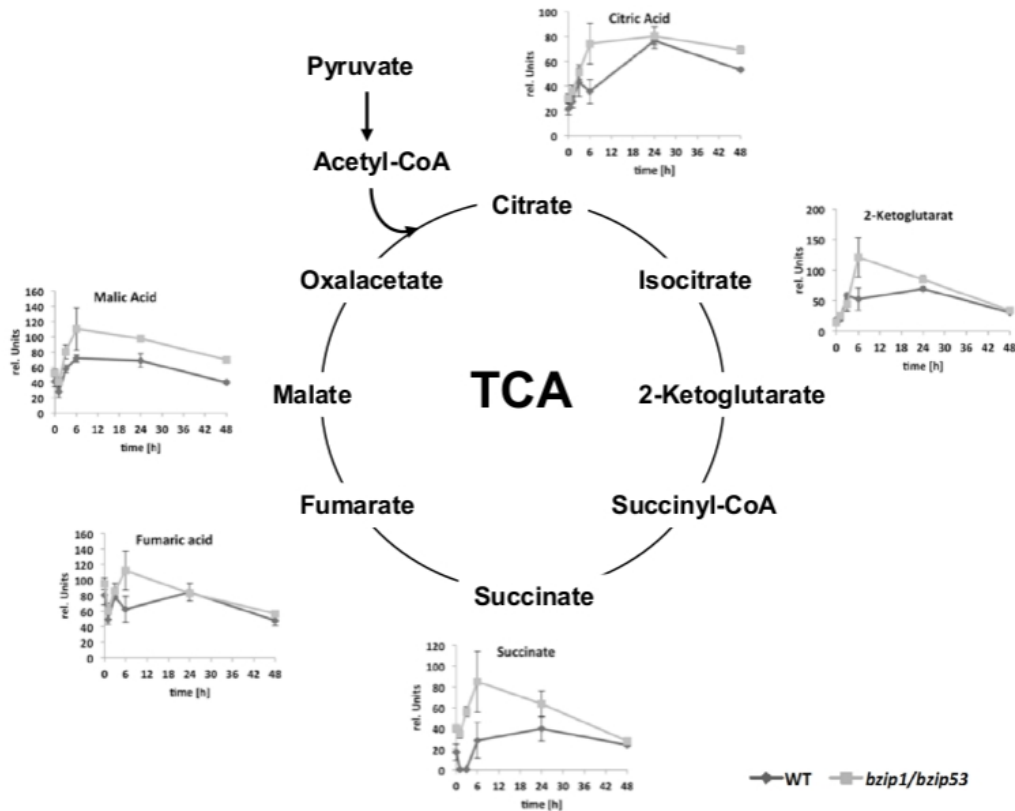 Citric Acid
rel. Units
100
80
60
40
20
0
0 6 12 18 24 30 36 42 48
time [h]
Pyruvate
Acetyl-CoA
Citrate
2-Ketoglutarat
rel. Units
200
150
100
50
0
0 6 12 18 24 30 36 42 48
time [h]
Oxalacetate
Isocitrate
Malic Acid
rel. Units
160
140
120
100
80
60
40
20
0
0 6 12 18 24 30 36 42 48
time [h]
Malate
TCA
2-Ketoglutarate
Fumarate
Succinyl-CoA
Fumaric acid
rel. Units
160
140
120
100
80
60
40
20
0
0 6 12 18 24 30 36 42 48
time [h]
Succinate
Succinate
rel. Units
120
100
80
60
40
20
0
0 6 12 18 24 30 36 42 48
time [h]
WT bzip1/bzip53